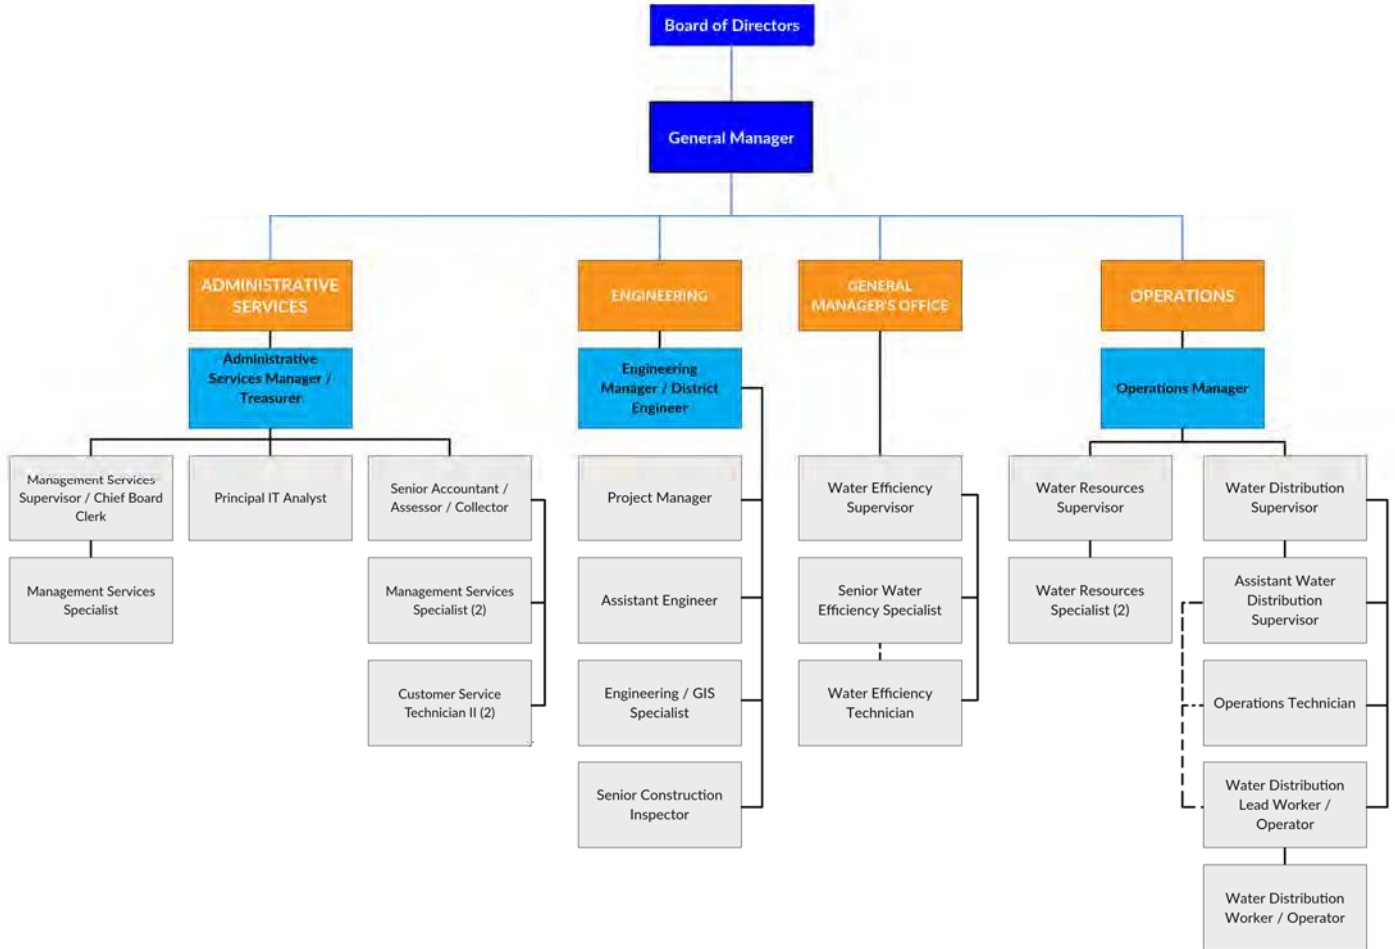 Board of Directors
General Manager
ADMINISTRATIVE
SERVICES
Administrative
Services Manager /
Treasurer
Management Services
Supervisor / Chief Board
Clerk
Management Services
Specialist
Principal IT Analyst
Senior Accountant /
Assessor / Collector
Management Services
Specialist (2)
Customer Service
Technician II (2)
ENGINEERING
Engineering
Manager / District
Engineer
Project Manager
Assistant Engineer
Engineering / GIS
Specialist
Senior Construction
Inspector
GENERAL
MANAGER'S OFFICE
Water Efficiency
Supervisor
Senior Water
Efficiency Specialist
Water Efficiency
Technician
OPERATIONS
Operations Manager
Water Resources
Supervisor
Water Resources
Specialist (2)
Water Distribution
Supervisor
Assistant Water
Distribution
Supervisor
Operations Technician
Water Distribution
Lead Worker /
Operator
Water Distribution
Worker / Operator